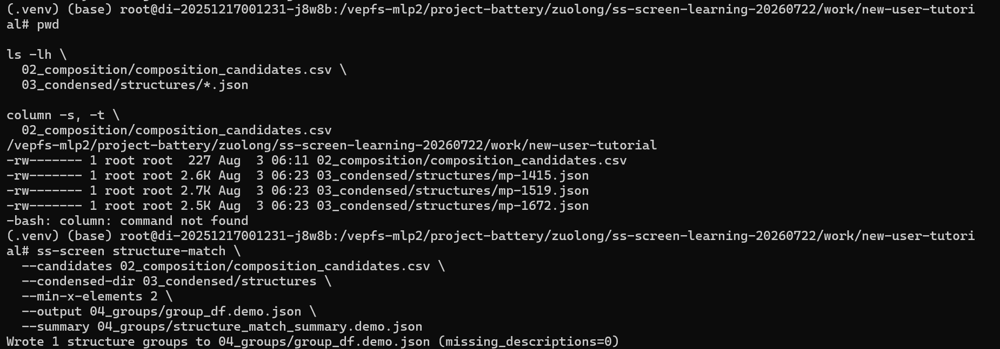 (.venv) (base) root@di-20251217001231-j8w8b:/vepfs-mlp2/project-battery/zuolong/ss-screen-learning-20260722/work/new-user-tutori
al# pwd
ls -lh \
  02_composition/composition_candidates.csv \
  03_condensed/structures/*.json
column -s, -t \
  02_composition/composition_candidates.csv
/vepfs-mlp2/project-battery/zuolong/ss-screen-learning-20260722/work/new-user-tutorial
-rw------- 1 root root  227 Aug  3 06:11 02_composition/composition_candidates.csv
-rw------- 1 root root 2.6K Aug  3 06:23 03_condensed/structures/mp-1415.json
-rw------- 1 root root 2.7K Aug  3 06:23 03_condensed/structures/mp-1519.json
-rw------- 1 root root 2.5K Aug  3 06:23 03_condensed/structures/mp-1672.json
-bash: column: command not found
(.venv) (base) root@di-20251217001231-j8w8b:/vepfs-mlp2/project-battery/zuolong/ss-screen-learning-20260722/work/new-user-tutori
al# ss-screen structure-match \
  --candidates 02_composition/composition_candidates.csv \
  --condensed-dir 03_condensed/structures \
  --min-x-elements 2 \
  --output 04_groups/group_df.demo.json \
  --summary 04_groups/structure_match_summary.demo.json
Wrote 1 structure groups to 04_groups/group_df.demo.json (missing_descriptions=0)